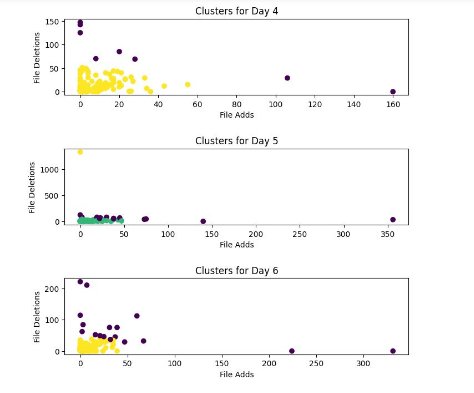 Clusters for Day 4
150
100
50
0
File Deletions
0 20 40 60 80 100 120 140 160
File Adds
Clusters for Day 5
1000
500
0
File Deletions
0 50 100 150 200 250 300 350
File Adds
Clusters for Day 6
200
100
0
File Deletions
0 50 100 150 200 250 300
File Adds